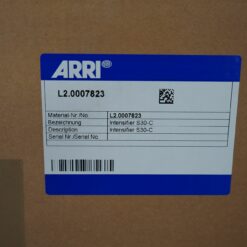 ARRI®
L2.0007823
Material-Nr./No. L2.0007823
Bezeichnung Intensifier S30-C
Description Intensifier S30-C
Serial-Nr./Serial No.